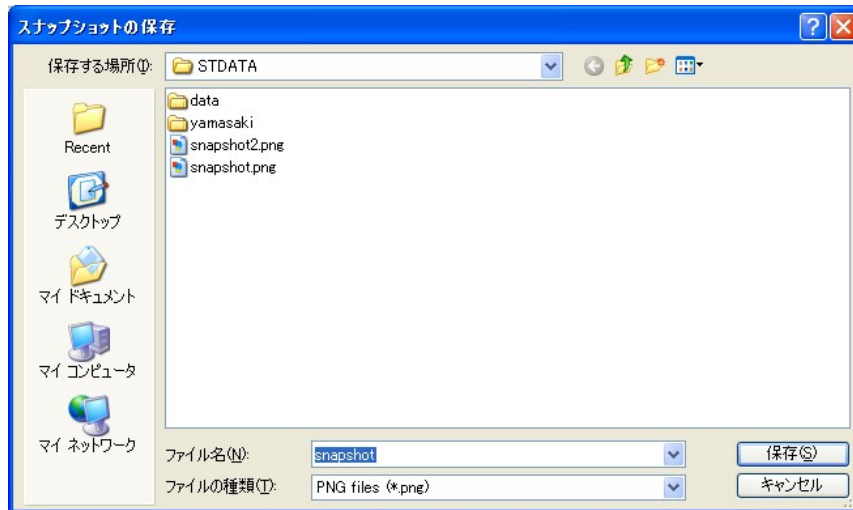 スナップショットの保存
保存する場所(I): STDATA
data
yamasaki
snapshot2.png
snapshot.png
Recent
デスクトップ
マイ ドキュメント
マイ コンピュータ
マイ ネットワーク
ファイル名(N): snapshot 保存(S)
ファイルの種類(T): PNG files (*.png) キャンセル